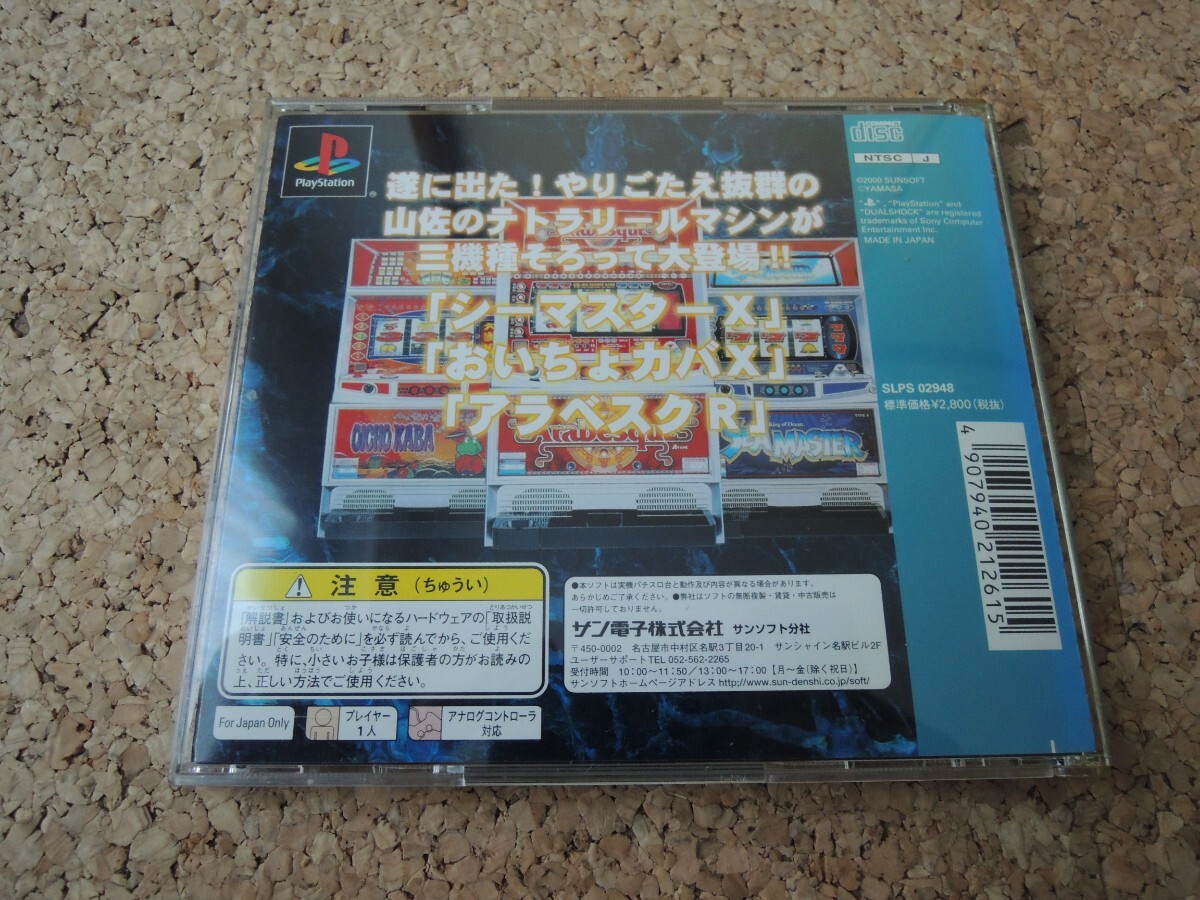 PlayStation
遂に出た！やりごたえ抜群の
山佐のテトラリールマシンが
三機種そろって大登場!!
「シーマスターX」
「おいちょカバX」
「アラベスクR」
OICHO KABA
Arabesque
King of Ocean.
SEA MASTER
COMPACT
disc
NTSC J
©2000 SUNSOFT
©YAMASA
"PS", "PlayStation" and
"DUALSHOCK" are registered
trademarks of Sony Computer
Entertainment Inc.
MADE IN JAPAN
SLPS 02948
標準価格¥2,800(税抜)
4 907940 212615
注意(ちゅうい)
「解説書」およびお使いになるハードウェアの「取扱説
明書」「安全のために」を必ず読んでから、ご使用くだ
さい。特に、小さいお子様は保護者の方がお読みの
上、正しい方法でご使用ください。
For Japan Only
プレイヤー
1人
アナログコントローラ
対応
●本ソフトは実機パチスロ台と動作及び内容が異なる場合があります。
あらかじめご了承ください。●弊社はソフトの無断複製・賃貸・中古販売は
一切許可しておりません。
サン電子株式会社 サンソフト分社
〒450-0002 名古屋市中村区名駅3丁目20-1 サンシャイン名駅ビル2F
ユーザーサポートTEL 052-562-2265
受付時間 10:00〜11:50/13:00〜17:00【月〜金(除く祝日)】
サンソフトホームページアドレス http://www.sun-denshi.co.jp/soft/